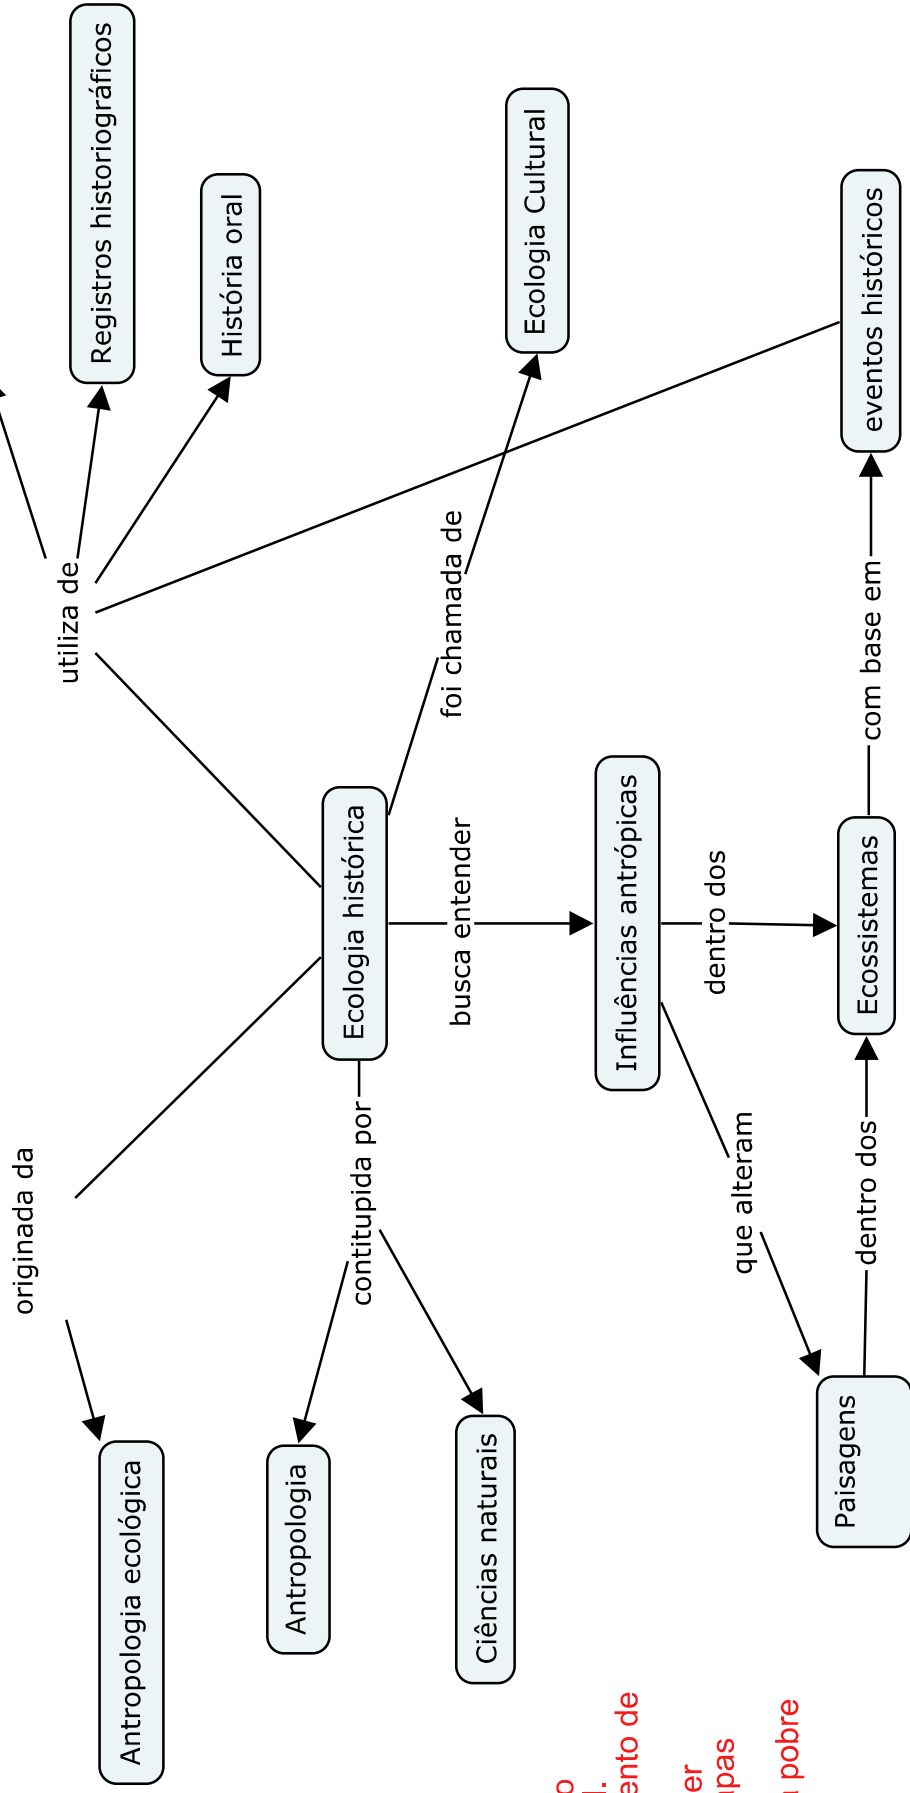 originada da
utiliza de
Antropologia ecológica
Registros historiográficos
Antropologia
História oral
contitupida por
Ecologia histórica
foi chamada de
Ciências naturais
busca entender
Ecologia Cultural
Influências antrópicas
que alteram
dentro dos
Paisagens
dentro dos
Ecossistemas
com base em
eventos históricos
de
pobre